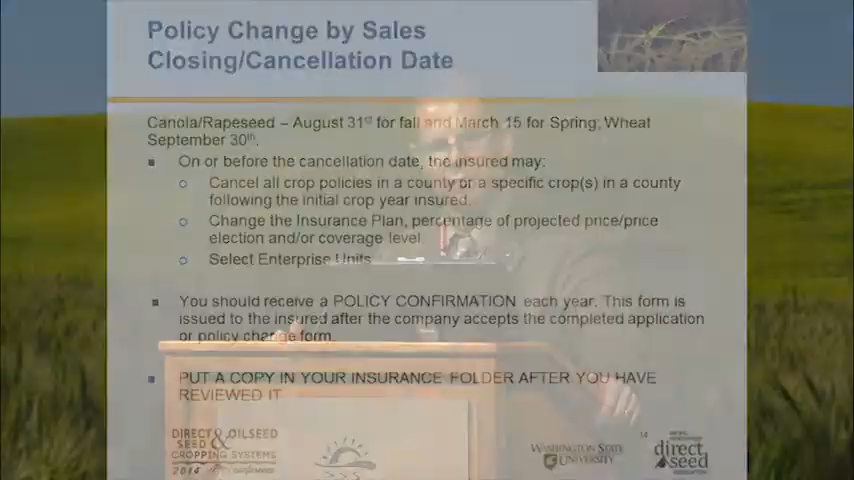 Policy Change by Sales
Closing/Cancellation Date
Canola/Rapeseed – August 31st for fall and March 15 for Spring; Wheat
September 30th.
On or before the cancellation date, the insured may:
Cancel all crop policies in a county or a specific crop(s) in a county
following the initial crop year insured.
Change the Insurance Plan, percentage of projected price/price
election and/or coverage level.
Select Enterprise Units
You should receive a POLICY CONFIRMATION each year. This form is
issued to the insured after the company accepts the completed application
or policy change form.
PUT A COPY IN YOUR INSURANCE FOLDER AFTER YOU HAVE
REVIEWED IT
14
DIRECT & OILSEED
SEED
CROPPING SYSTEMS
2014 conference
WASHINGTON STATE
UNIVERSITY
direct
seed